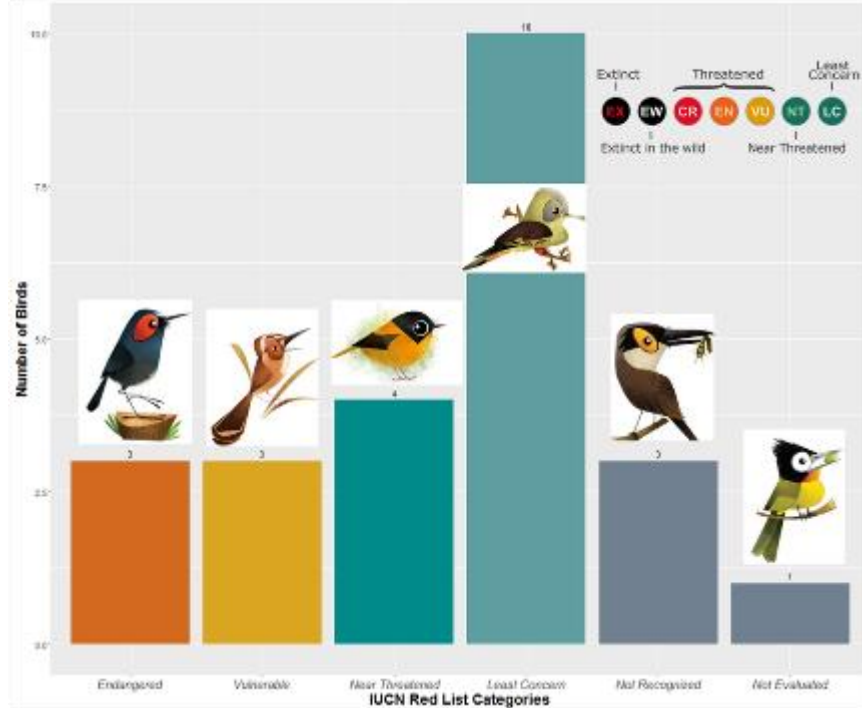 10
10.0
Extinct
Threatened
Least
Concern
EX EW CR EN VU NT LC
Extinct in the wild
Near Threatened
7.5
Number of Birds
5.0
4
3
3
3
2.5
1
0.0
Endangered
Vulnerable
Near Threatened
Least Concern
Not Recognized
Not Evaluated
IUCN Red List Categories